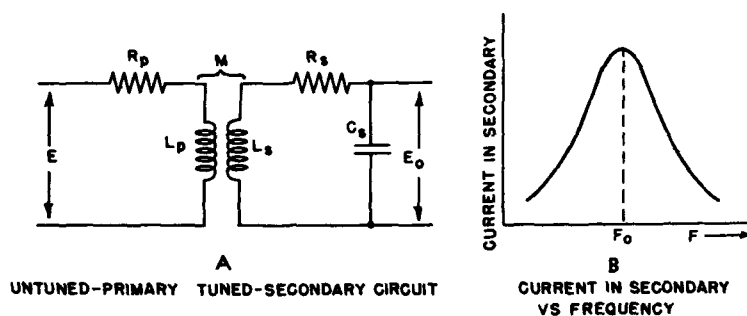 Rp
M
Rs
E
Lp
Ls
Cs
Eo
A
UNTUNED-PRIMARY TUNED-SECONDARY CIRCUIT
CURRENT IN SECONDARY
Fo
F
B
CURRENT IN SECONDARY
VS FREQUENCY